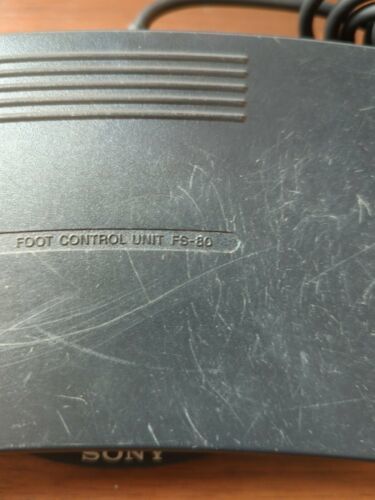 FOOT CONTROL UNIT FS-80
SONY